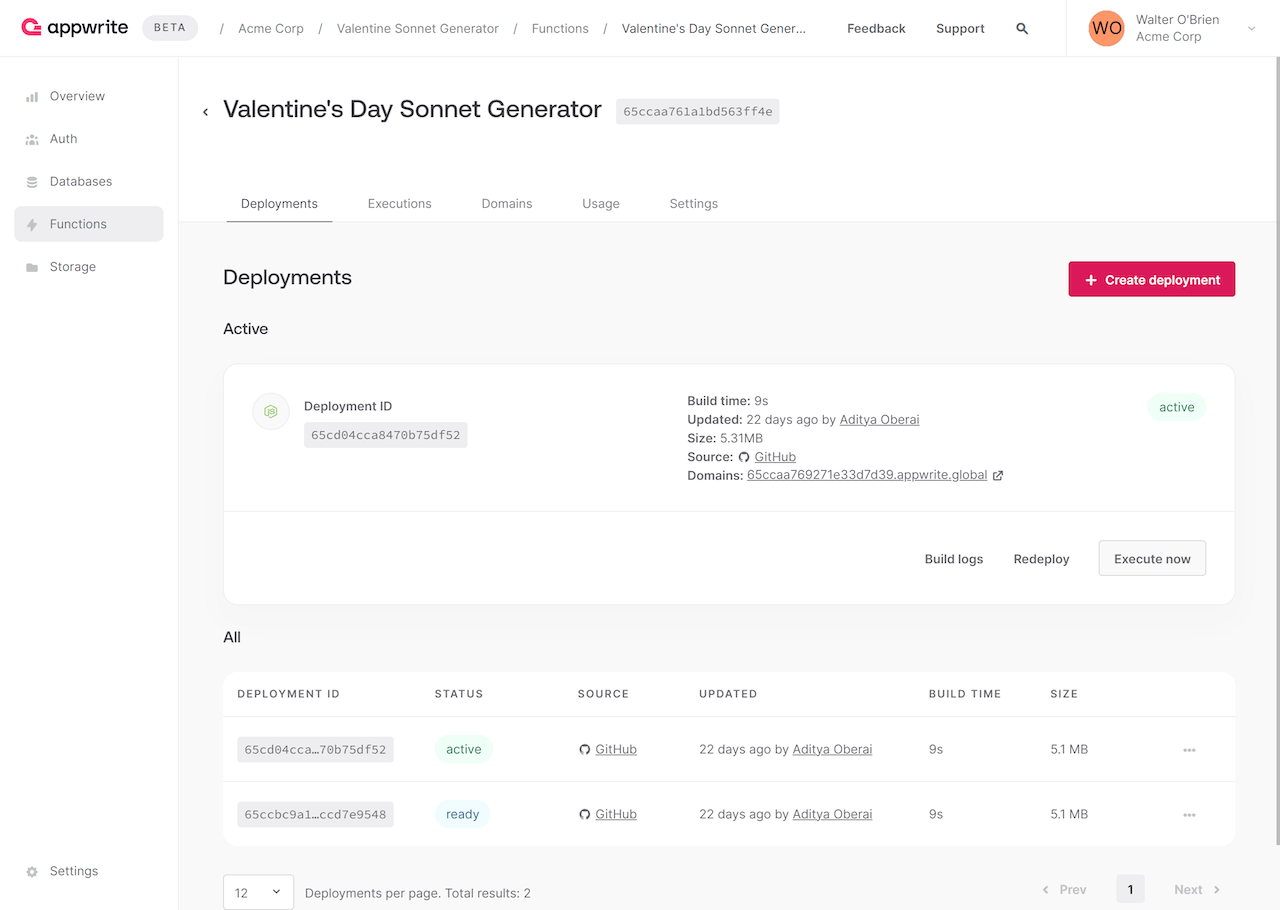 appwrite BETA / Acme Corp / Valentine Sonnet Generator / Functions / Valentine's Day Sonnet Gener... Feedback Support WO Walter O'Brien
Acme Corp
Overview
Auth
Databases
Functions
Storage
Settings
Valentine's Day Sonnet Generator 65ccaa761a1bd563ff4e
Deployments Executions Domains Usage Settings
Deployments + Create deployment
Active
JS Deployment ID
65cd04cca8470b75df52
Build time: 9s
Updated: 22 days ago by Aditya Oberai
Size: 5.31MB
Source: GitHub
Domains: 65ccaa769271e33d7d39.appwrite.global
active
Build logs Redeploy Execute now
All
DEPLOYMENT ID STATUS SOURCE UPDATED BUILD TIME SIZE
65cd04cca…70b75df52 active GitHub 22 days ago by Aditya Oberai 9s 5.1 MB
65ccbc9a1…ccd7e9548 ready GitHub 22 days ago by Aditya Oberai 9s 5.1 MB
12 Deployments per page. Total results: 2 Prev 1 Next